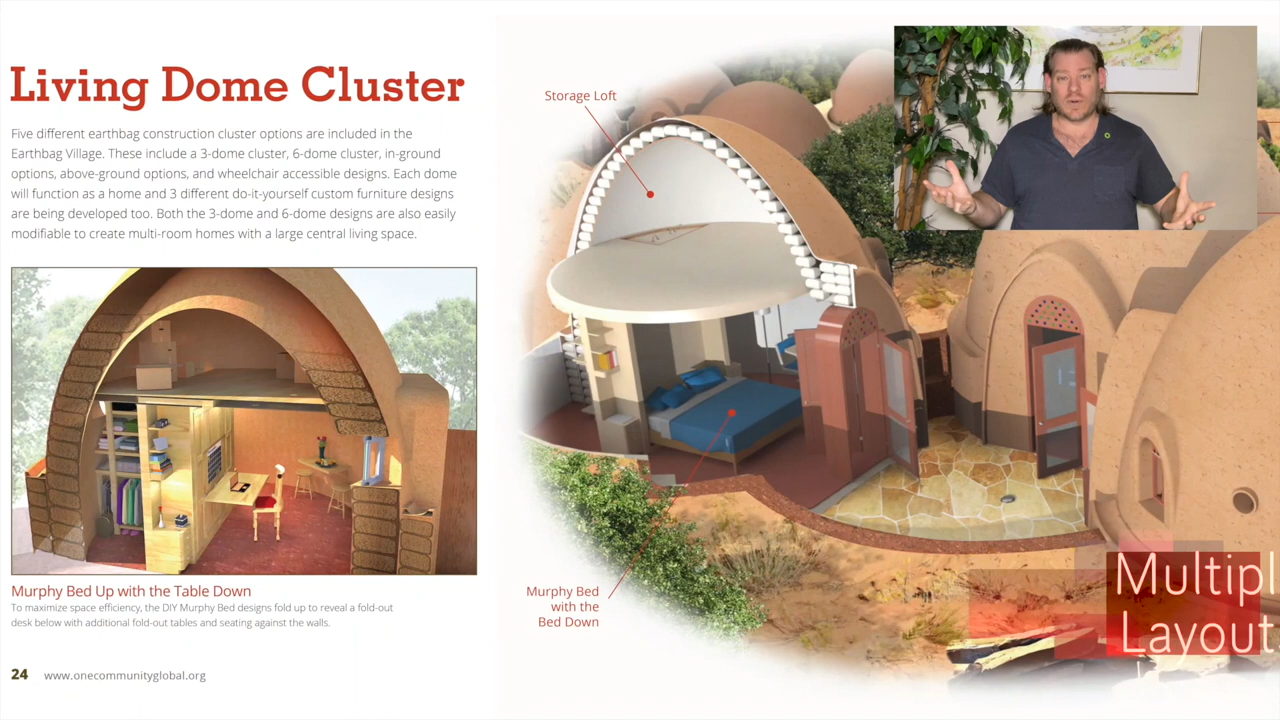 Living Dome Cluster
Five different earthbag construction cluster options are included in the
Earthbag Village. These include a 3-dome cluster, 6-dome cluster, in-ground
options, above-ground options, and wheelchair accessible designs. Each dome
will function as a home and 3 different do-it-yourself custom furniture designs
are being developed too. Both the 3-dome and 6-dome designs are also easily
modifiable to create multi-room homes with a large central living space.
Murphy Bed Up with the Table Down
To maximize space efficiency, the DIY Murphy Bed designs fold up to reveal a fold-out
desk below with additional fold-out tables and seating against the walls.
24 www.onecommunityglobal.org
Storage Loft
Murphy Bed
with the
Bed Down
Multipl
Layout